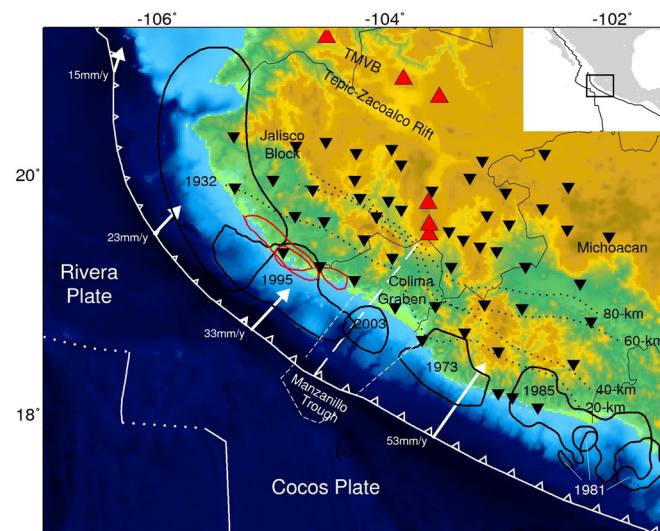 -106°
-104°
-102°
15mm/y
TMVB
Tepic-Zacoalco Rift
Jalisco
Block
20°
1932
23mm/y
Michoacan
Rivera
Plate
1995
Colima
Graben
80-km
33mm/y
2003
60-km
1973
1985
40-km
20-km
Manzanillo
Trough
18°
53mm/y
Cocos Plate
1981